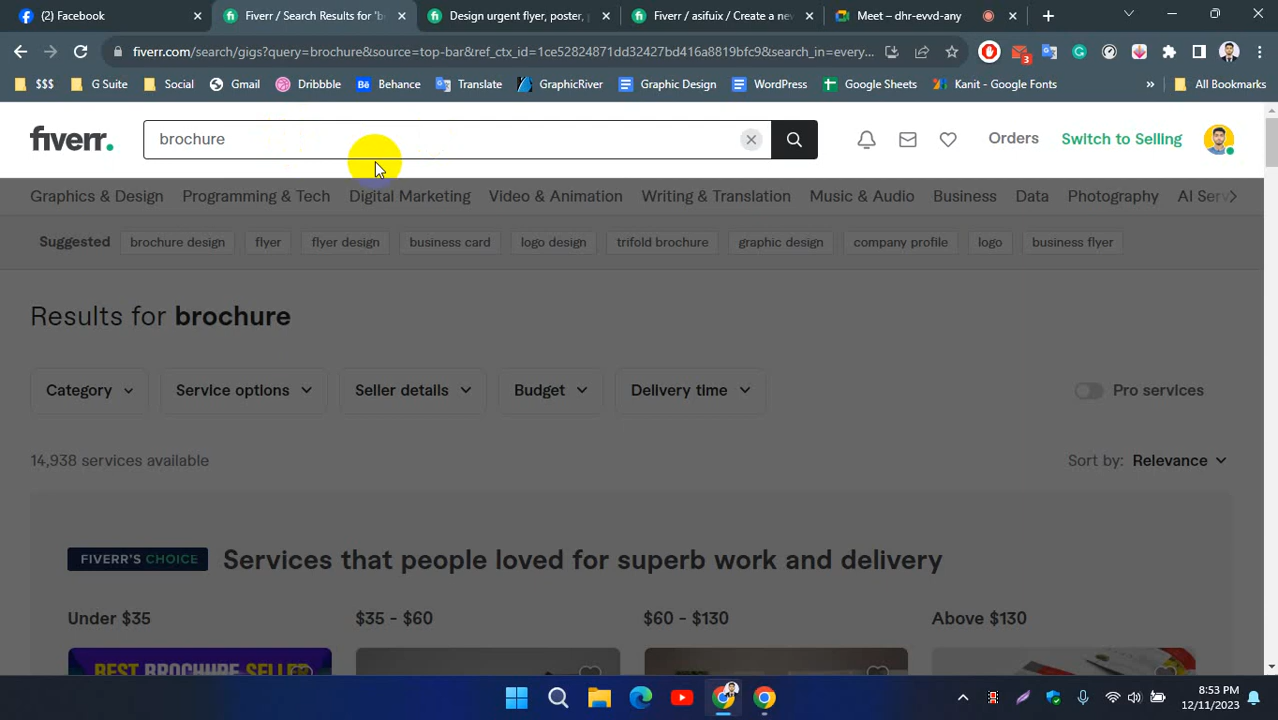 (2) Facebook
Fiverr / Search Results for 'b
Design urgent flyer, poster,
Fiverr / asifuix / Create a new
Meet – dhr-evvd-any
fiverr.com/search/gigs?query=brochure&source=top-bar&ref_ctx_id=1ce52824871dd32427bd416a8819bfc9&search_in=every...
3
$$$
G Suite
Social
Gmail
Dribbble
Bē Behance
Translate
GraphicRiver
Graphic Design
WordPress
Google Sheets
Kanit - Google Fonts
»
All Bookmarks
fiverr.
brochure
Orders
Switch to Selling
Graphics & Design
Programming & Tech
Digital Marketing
Video & Animation
Writing & Translation
Music & Audio
Business
Data
Photography
AI Serv
Suggested
brochure design
flyer
flyer design
business card
logo design
trifold brochure
graphic design
company profile
logo
business flyer
Results for brochure
Category
Service options
Seller details
Budget
Delivery time
Pro services
14,938 services available
Sort by: Relevance
FIVERR'S CHOICE
Services that people loved for superb work and delivery
Under $35
$35 - $60
$60 - $130
Above $130
BEST BROCHURE SELLER
8:53 PM
12/11/2023